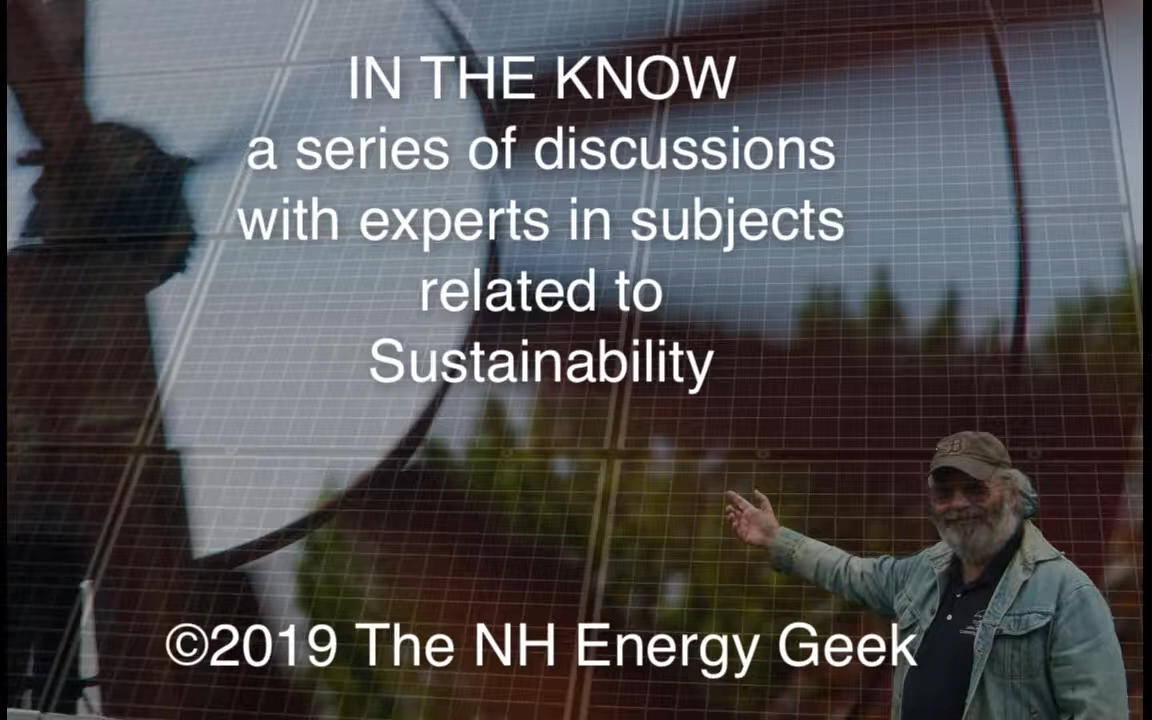 IN THE KNOW
a series of discussions
with experts in subjects
related to
Sustainability
©2019 The NH Energy Geek